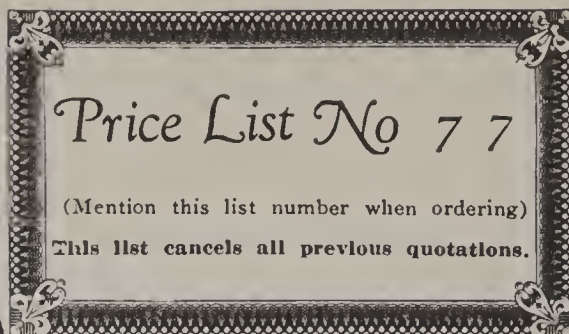 Price List No 77
(Mention this list number when ordering)
This list cancels all previous quotations.